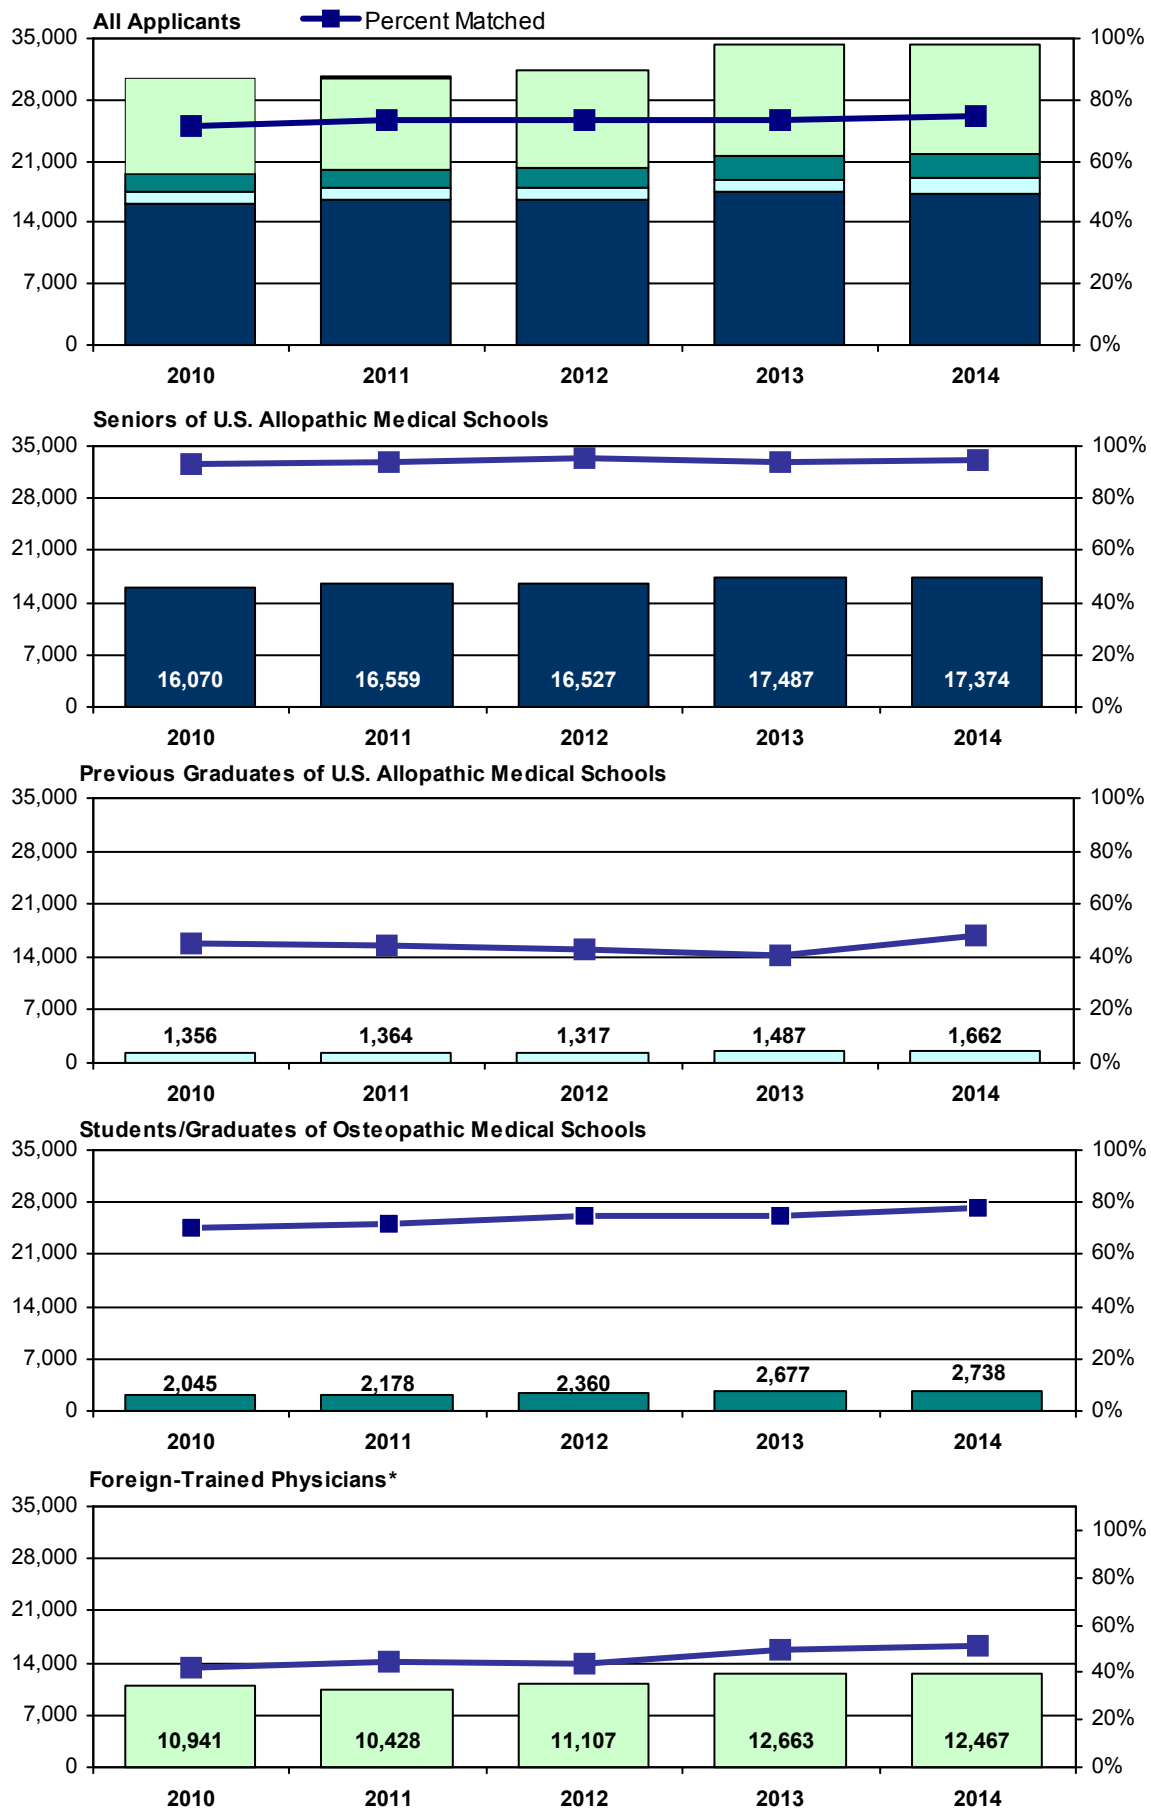 All Applicants
Percent Matched
35,000 100%
28,000 80%
21,000 60%
14,000 40%
7,000 20%
0 0%
2010 2011 2012 2013 2014
Seniors of U.S. Allopathic Medical Schools
35,000 100%
28,000 80%
21,000 60%
14,000 40%
7,000 20%
16,070 16,559 16,527 17,487 17,374
0 0%
2010 2011 2012 2013 2014
Previous Graduates of U.S. Allopathic Medical Schools
35,000 100%
28,000 80%
21,000 60%
14,000 40%
7,000 20%
1,356 1,364 1,317 1,487 1,662
0 0%
2010 2011 2012 2013 2014
Students/Graduates of Osteopathic Medical Schools
35,000 100%
28,000 80%
21,000 60%
14,000 40%
7,000 20%
2,045 2,178 2,360 2,677 2,738
0 0%
2010 2011 2012 2013 2014
Foreign-Trained Physicians*
35,000
100%
28,000
80%
21,000
60%
14,000
40%
7,000
20%
10,941 10,428 11,107 12,663 12,467
0 0%
2010 2011 2012 2013 2014